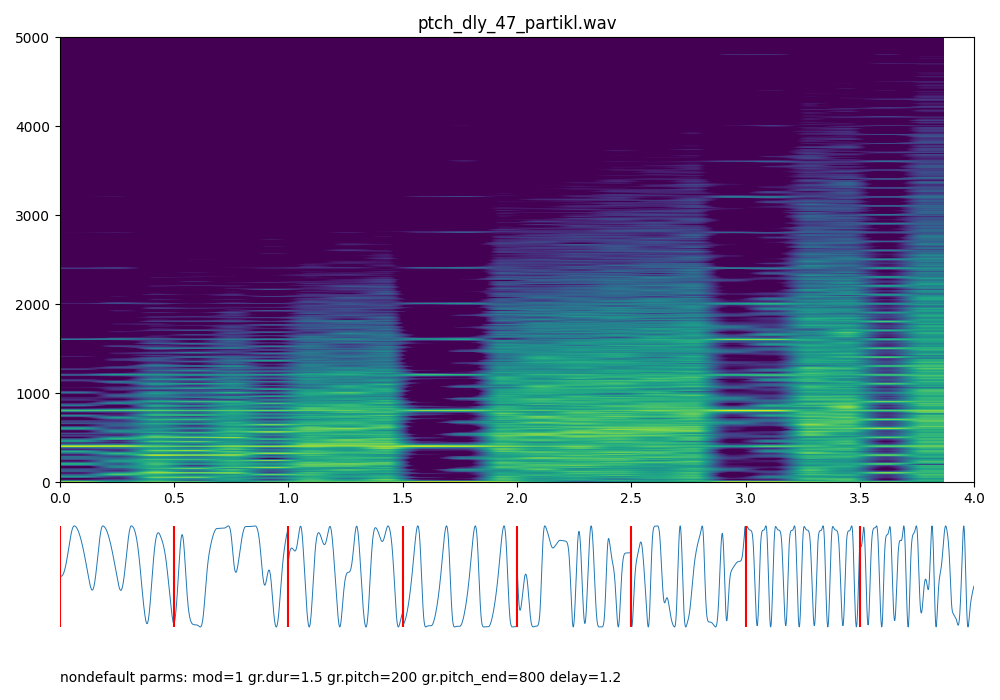 ptch_dly_47_partikl.wav
5000
4000
3000
2000
1000
0
0.0 0.5 1.0 1.5 2.0 2.5 3.0 3.5 4.0
nondefault parms: mod=1 gr.dur=1.5 gr.pitch=200 gr.pitch_end=800 delay=1.2